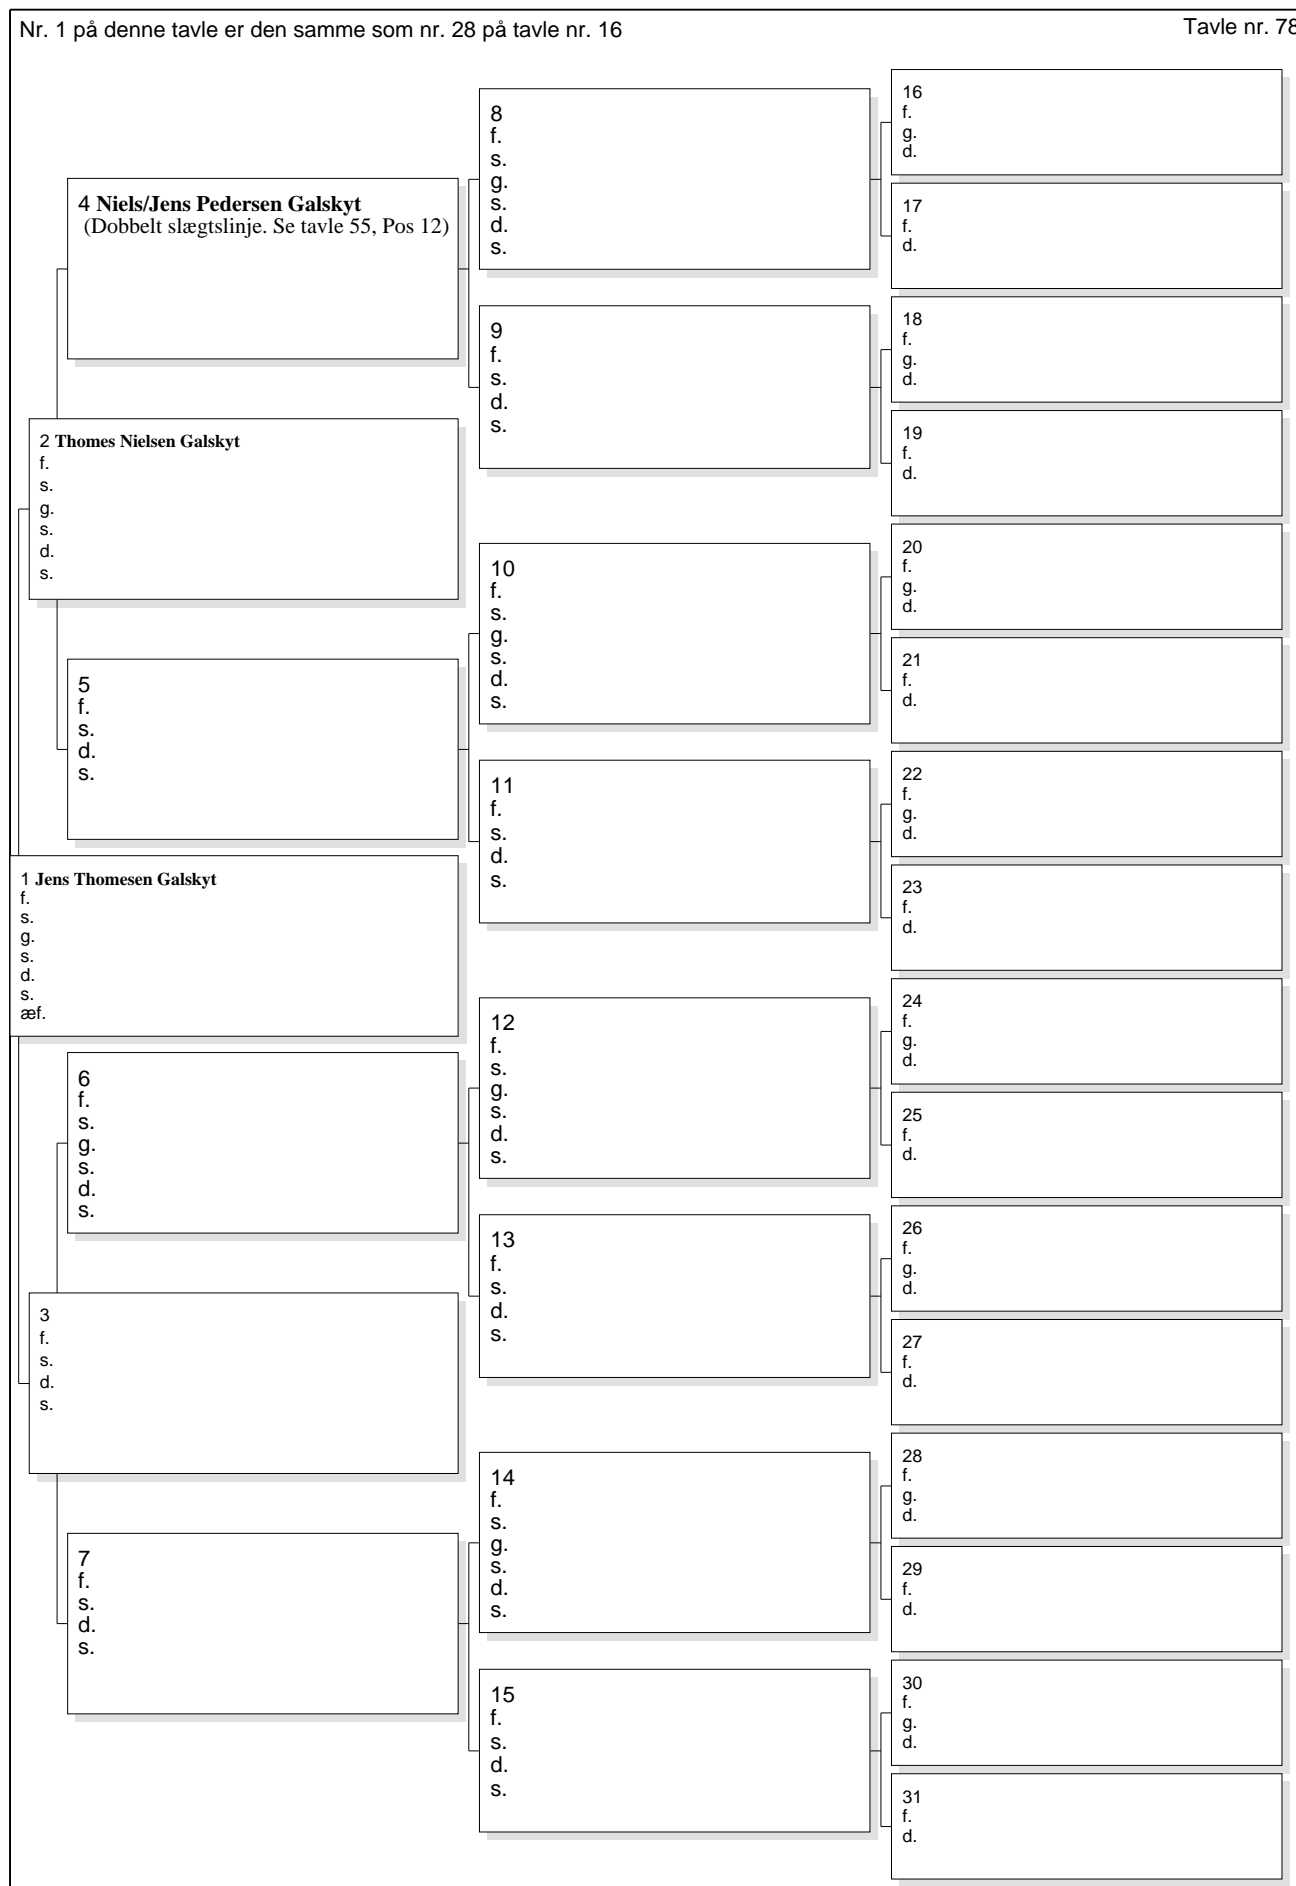 Nr. 1 på denne tavle er den samme som nr. 28 på tavle nr. 16
Tavle nr. 78
4 Niels/Jens Pedersen Galskyt
(Dobbelt slægtslinje. Se tavle 55, Pos 12)
2 Thomes Nielsen Galskyt
f.
s.
g.
s.
d.
s.
5
f.
s.
d.
s.
1 Jens Thomesen Galskyt
f.
s.
g.
s.
d.
s.
æf.
6
f.
s.
g.
s.
d.
s.
3
f.
s.
d.
s.
7
f.
s.
d.
s.
8
f.
s.
g.
s.
d.
s.
9
f.
s.
d.
s.
10
f.
s.
g.
s.
d.
s.
11
f.
s.
d.
s.
12
f.
s.
g.
s.
d.
s.
13
f.
s.
d.
s.
14
f.
s.
g.
s.
d.
s.
15
f.
s.
d.
s.
16
f.
g.
d.
17
f.
d.
18
f.
g.
d.
19
f.
d.
20
f.
g.
d.
21
f.
d.
22
f.
g.
d.
23
f.
d.
24
f.
g.
d.
25
f.
d.
26
f.
g.
d.
27
f.
d.
28
f.
g.
d.
29
f.
d.
30
f.
g.
d.
31
f.
d.